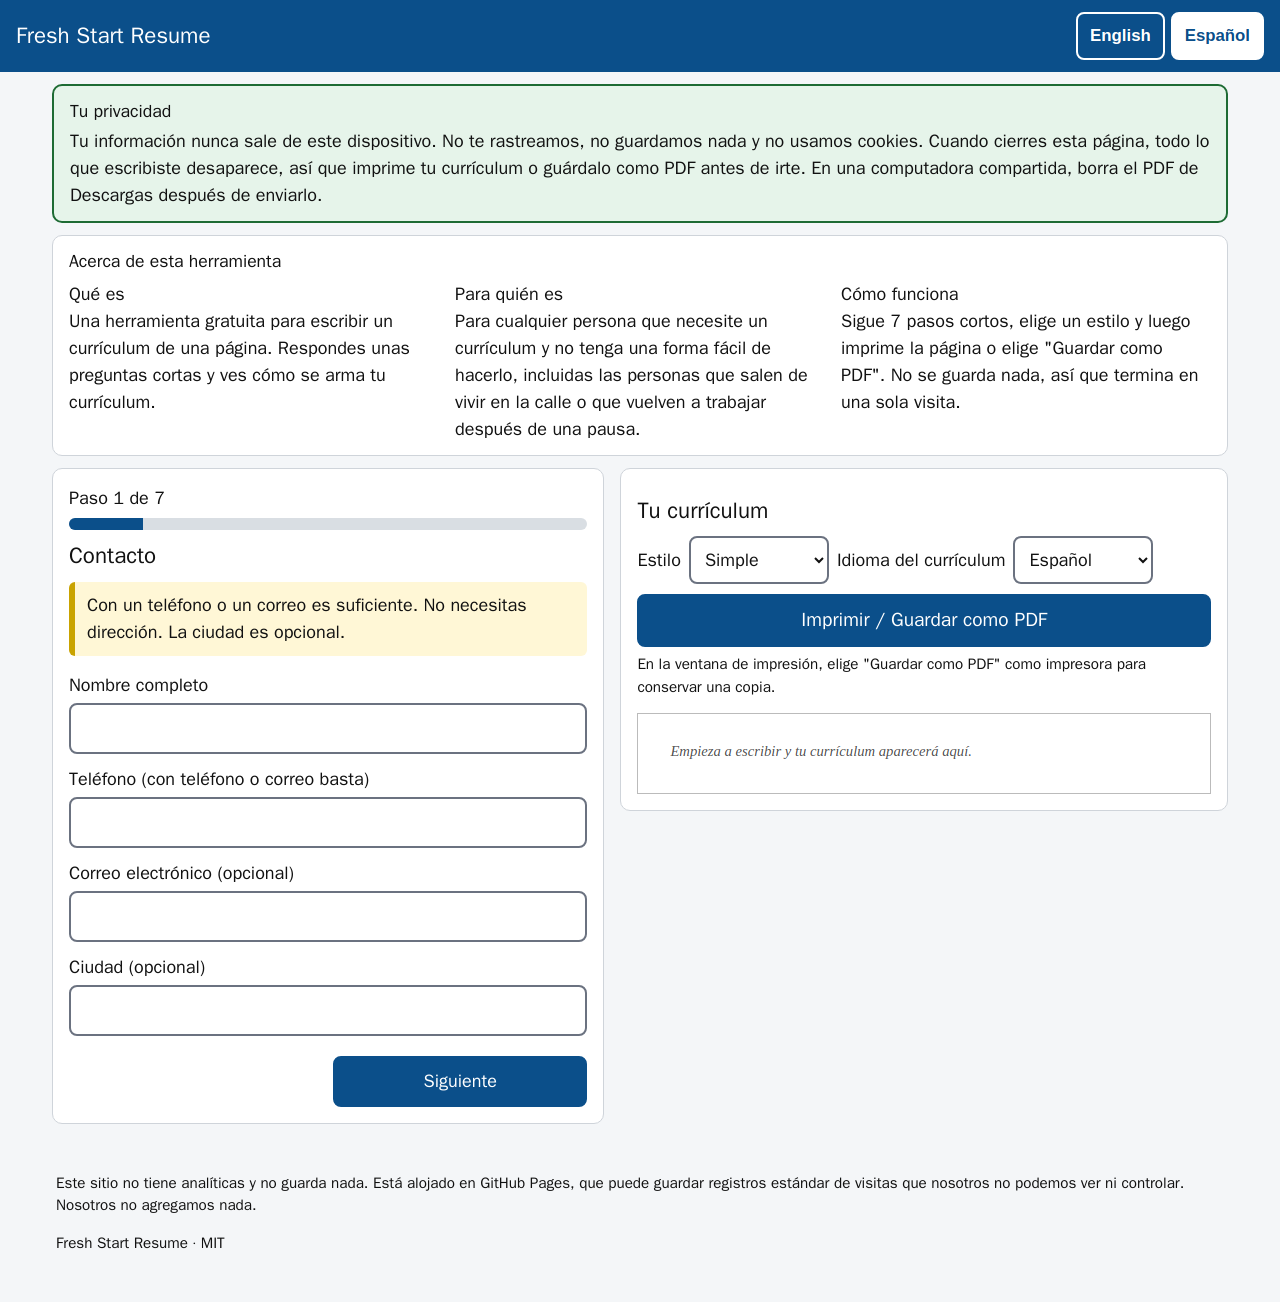 Fresh Start Resume
English
Español
Tu privacidad
Tu información nunca sale de este dispositivo. No te rastreamos, no guardamos nada y no usamos cookies. Cuando cierres esta página, todo lo
que escribiste desaparece, así que imprime tu currículum o guárdalo como PDF antes de irte. En una computadora compartida, borra el PDF de
Descargas después de enviarlo.
Acerca de esta herramienta
Qué es
Una herramienta gratuita para escribir un
currículum de una página. Respondes unas
preguntas cortas y ves cómo se arma tu
currículum.
Para quién es
Para cualquier persona que necesite un
currículum y no tenga una forma fácil de
hacerlo, incluidas las personas que salen de
vivir en la calle o que vuelven a trabajar
después de una pausa.
Cómo funciona
Sigue 7 pasos cortos, elige un estilo y luego
imprime la página o elige "Guardar como
PDF". No se guarda nada, así que termina en
una sola visita.
Paso 1 de 7
Contacto
Con un teléfono o un correo es suficiente. No necesitas
dirección. La ciudad es opcional.
Nombre completo
Teléfono (con teléfono o correo basta)
Correo electrónico (opcional)
Ciudad (opcional)
Siguiente
Tu currículum
Estilo
Simple
Idioma del currículum
Español
Imprimir / Guardar como PDF
En la ventana de impresión, elige "Guardar como PDF" como impresora para
conservar una copia.
Empieza a escribir y tu currículum aparecerá aquí.
Este sitio no tiene analíticas y no guarda nada. Está alojado en GitHub Pages, que puede guardar registros estándar de visitas que nosotros no podemos ver ni controlar.
Nosotros no agregamos nada.
Fresh Start Resume · MIT